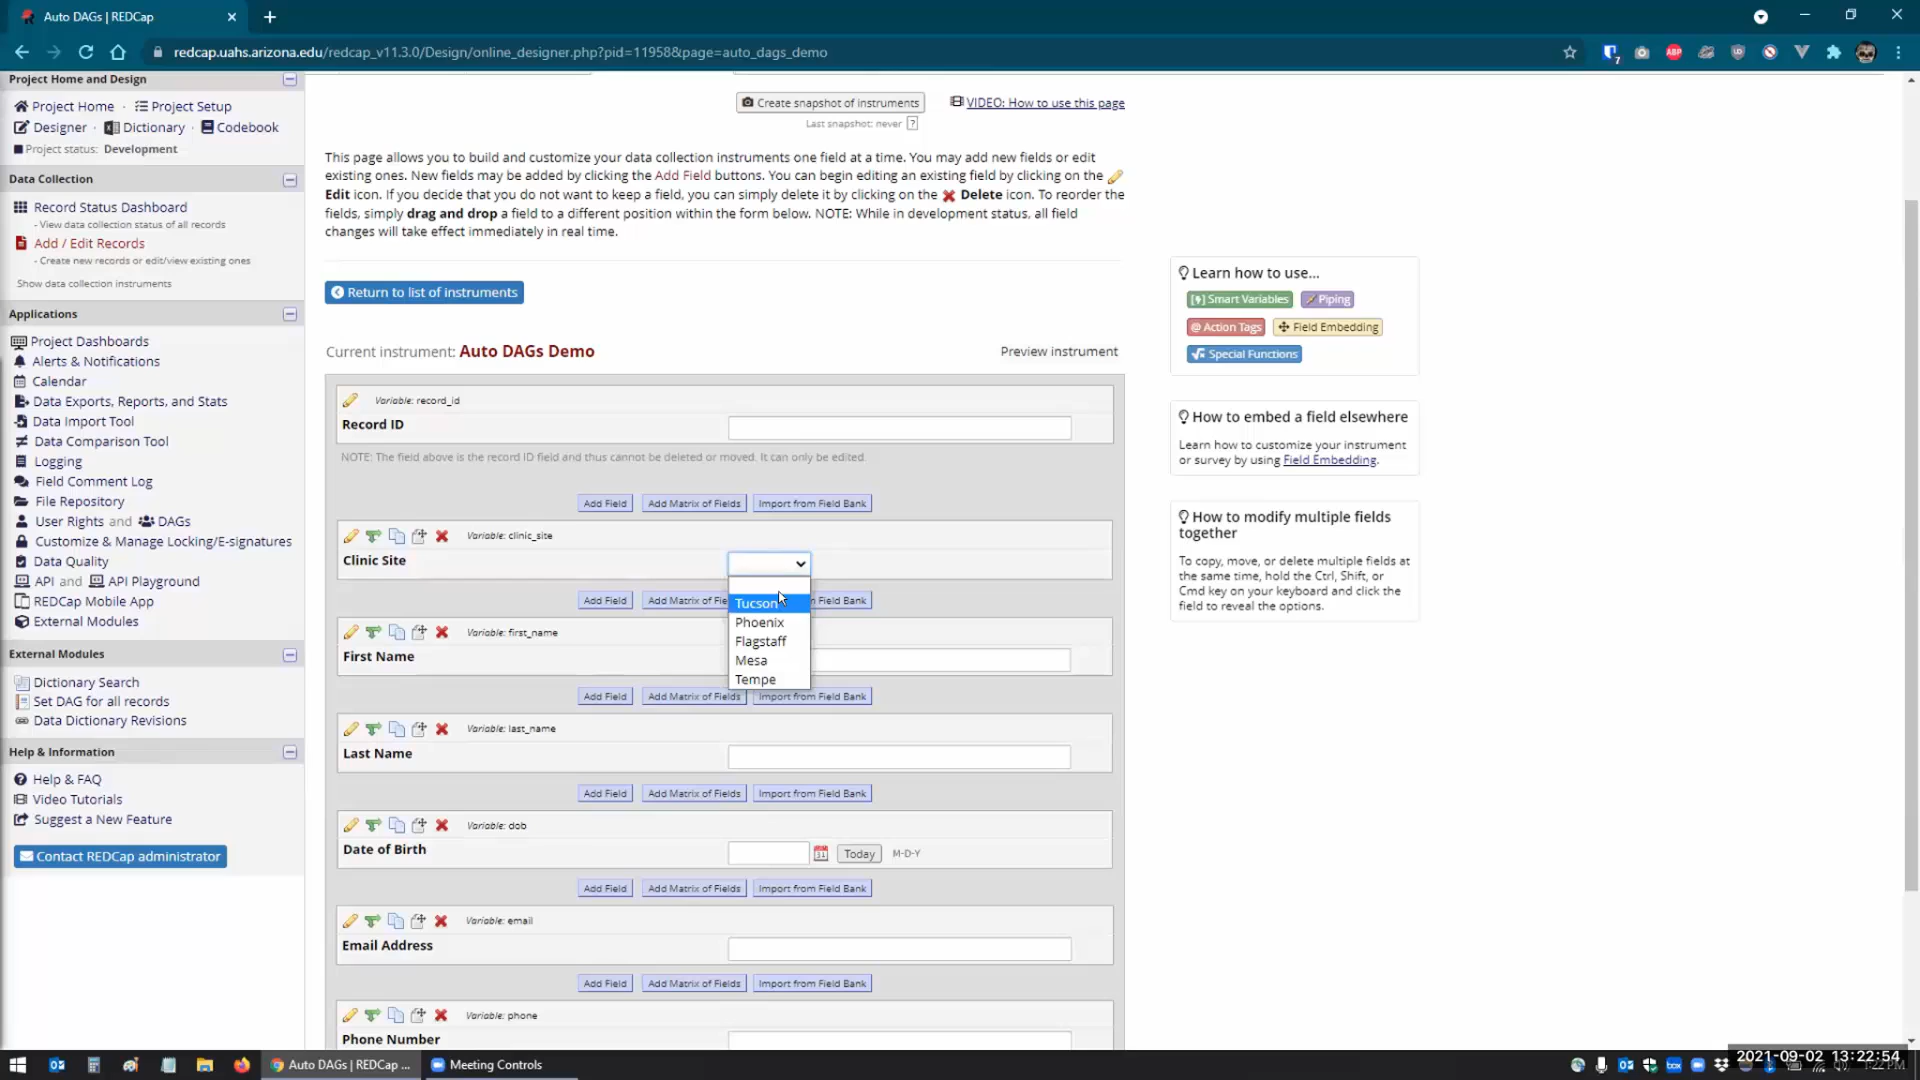 Auto DAGs | REDCap
redcap.uahs.arizona.edu/redcap_v11.3.0/Design/online_designer.php?pid=11958&page=auto_dags_demo
Project Home and Design
Project Home · Project Setup
Designer · Dictionary · Codebook
Project status: Development
Data Collection
Record Status Dashboard
- View data collection status of all records
Add / Edit Records
- Create new records or edit/view existing ones
Show data collection instruments
Applications
Project Dashboards
Alerts & Notifications
Calendar
Data Exports, Reports, and Stats
Data Import Tool
Data Comparison Tool
Logging
Field Comment Log
File Repository
User Rights and DAGs
Customize & Manage Locking/E-signatures
Data Quality
API and API Playground
REDCap Mobile App
External Modules
External Modules
Dictionary Search
Set DAG for all records
Data Dictionary Revisions
Help & Information
Help & FAQ
Video Tutorials
Suggest a New Feature
Contact REDCap administrator
Create snapshot of instruments
VIDEO: How to use this page
Last snapshot: never ?
This page allows you to build and customize your data collection instruments one field at a time. You may add new fields or edit
existing ones. New fields may be added by clicking the Add Field buttons. You can begin editing an existing field by clicking on the
Edit icon. If you decide that you do not want to keep a field, you can simply delete it by clicking on the Delete icon. To reorder the
fields, simply drag and drop a field to a different position within the form below. NOTE: While in development status, all field
changes will take effect immediately in real time.
Return to list of instruments
Current instrument: Auto DAGs Demo
Preview instrument
Variable: record_id
Record ID
NOTE: The field above is the record ID field and thus cannot be deleted or moved. It can only be edited.
Add Field Add Matrix of Fields Import from Field Bank
Variable: clinic_site
Clinic Site
Tucson
Phoenix
Flagstaff
Mesa
Tempe
Add Field Add Matrix of Fie Field Bank
Variable: first_name
First Name
Add Field Add Matrix of Fields Import from Field Bank
Variable: last_name
Last Name
Add Field Add Matrix of Fields Import from Field Bank
Variable: dob
Date of Birth
31 Today M-D-Y
Add Field Add Matrix of Fields Import from Field Bank
Variable: email
Email Address
Add Field Add Matrix of Fields Import from Field Bank
Variable: phone
Phone Number
Learn how to use...
Smart Variables Piping
@ Action Tags Field Embedding
Special Functions
How to embed a field elsewhere
Learn how to customize your instrument
or survey by using Field Embedding.
How to modify multiple fields
together
To copy, move, or delete multiple fields at
the same time, hold the Ctrl, Shift, or
Cmd key on your keyboard and click the
field to reveal the options.
Auto DAGs | REDCap ...
Meeting Controls
2021-09-02 13:22:54